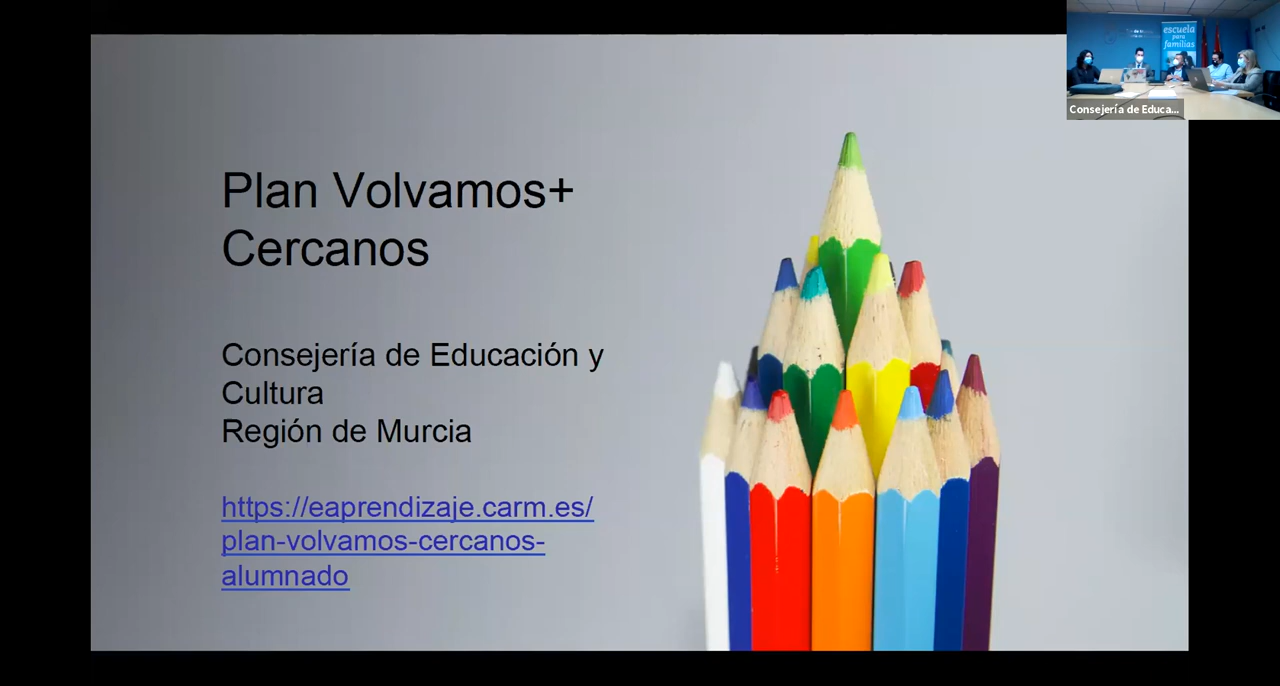 Plan Volvamos+
Cercanos
Consejería de Educación y
Cultura
Región de Murcia
https://eaprendizaje.carm.es/
plan-volvamos-cercanos-
alumnado
escuela
para
familias
Consejería de Educa...